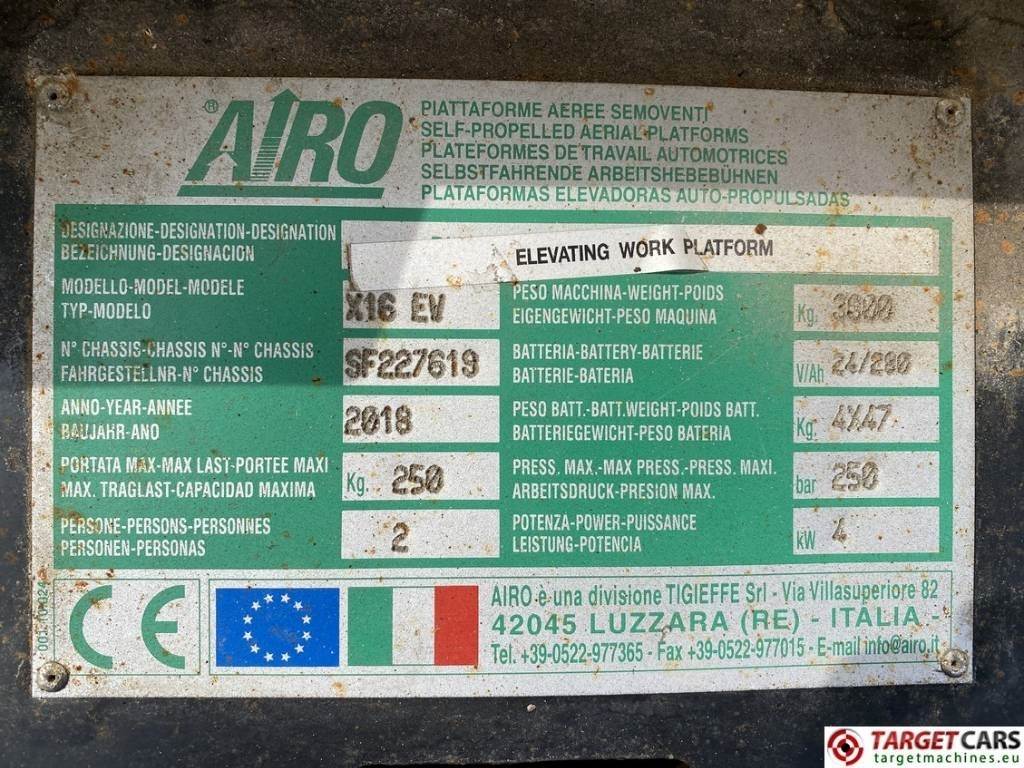 ® AIRO
PIATTAFORME AEREE SEMOVENTI
SELF-PROPELLED AERIAL PLATFORMS
PLATEFORMES DE TRAVAIL AUTOMOTRICES
SELBSTFAHRENDE ARBEITSHEBEBÜHNEN
PLATAFORMAS ELEVADORAS AUTO-PROPULSADAS
DESIGNAZIONE-DESIGNATION-DESIGNATION
BEZEICHNUNG-DESIGNACION
ELEVATING WORK PLATFORM
MODELLO-MODEL-MODELE
TYP-MODELO
X16 EV
PESO MACCHINA-WEIGHT-POIDS
EIGENGEWICHT-PESO MAQUINA
Kg. 3600
N° CHASSIS-CHASSIS N°-N° CHASSIS
FAHRGESTELLNR-N° CHASSIS
SF227619
BATTERIA-BATTERY-BATTERIE
BATTERIE-BATERIA
V/Ah 24/280
ANNO-YEAR-ANNEE
BAUJAHR-ANO
2018
PESO BATT.-BATT.WEIGHT-POIDS BATT.
BATTERIEGEWICHT-PESO BATERIA
Kg. 4X47
PORTATA MAX-MAX LAST-PORTEE MAXI
MAX. TRAGLAST-CAPACIDAD MAXIMA
Kg. 250
PRESS. MAX.-MAX PRESS.-PRESS. MAXI.
ARBEITSDRUCK-PRESION MAX.
bar 250
PERSONE-PERSONS-PERSONNES
PERSONEN-PERSONAS
2
POTENZA-POWER-PUISSANCE
LEISTUNG-POTENCIA
kW 4
CE
AIRO è una divisione TIGIEFFE Srl - Via Villasuperiore 82
42045 LUZZARA (RE) - ITALIA -
Tel. +39-0522-977365 - Fax +39-0522-977015 - E-mail info@airo.it
TARGETCARS
targetmachines.eu